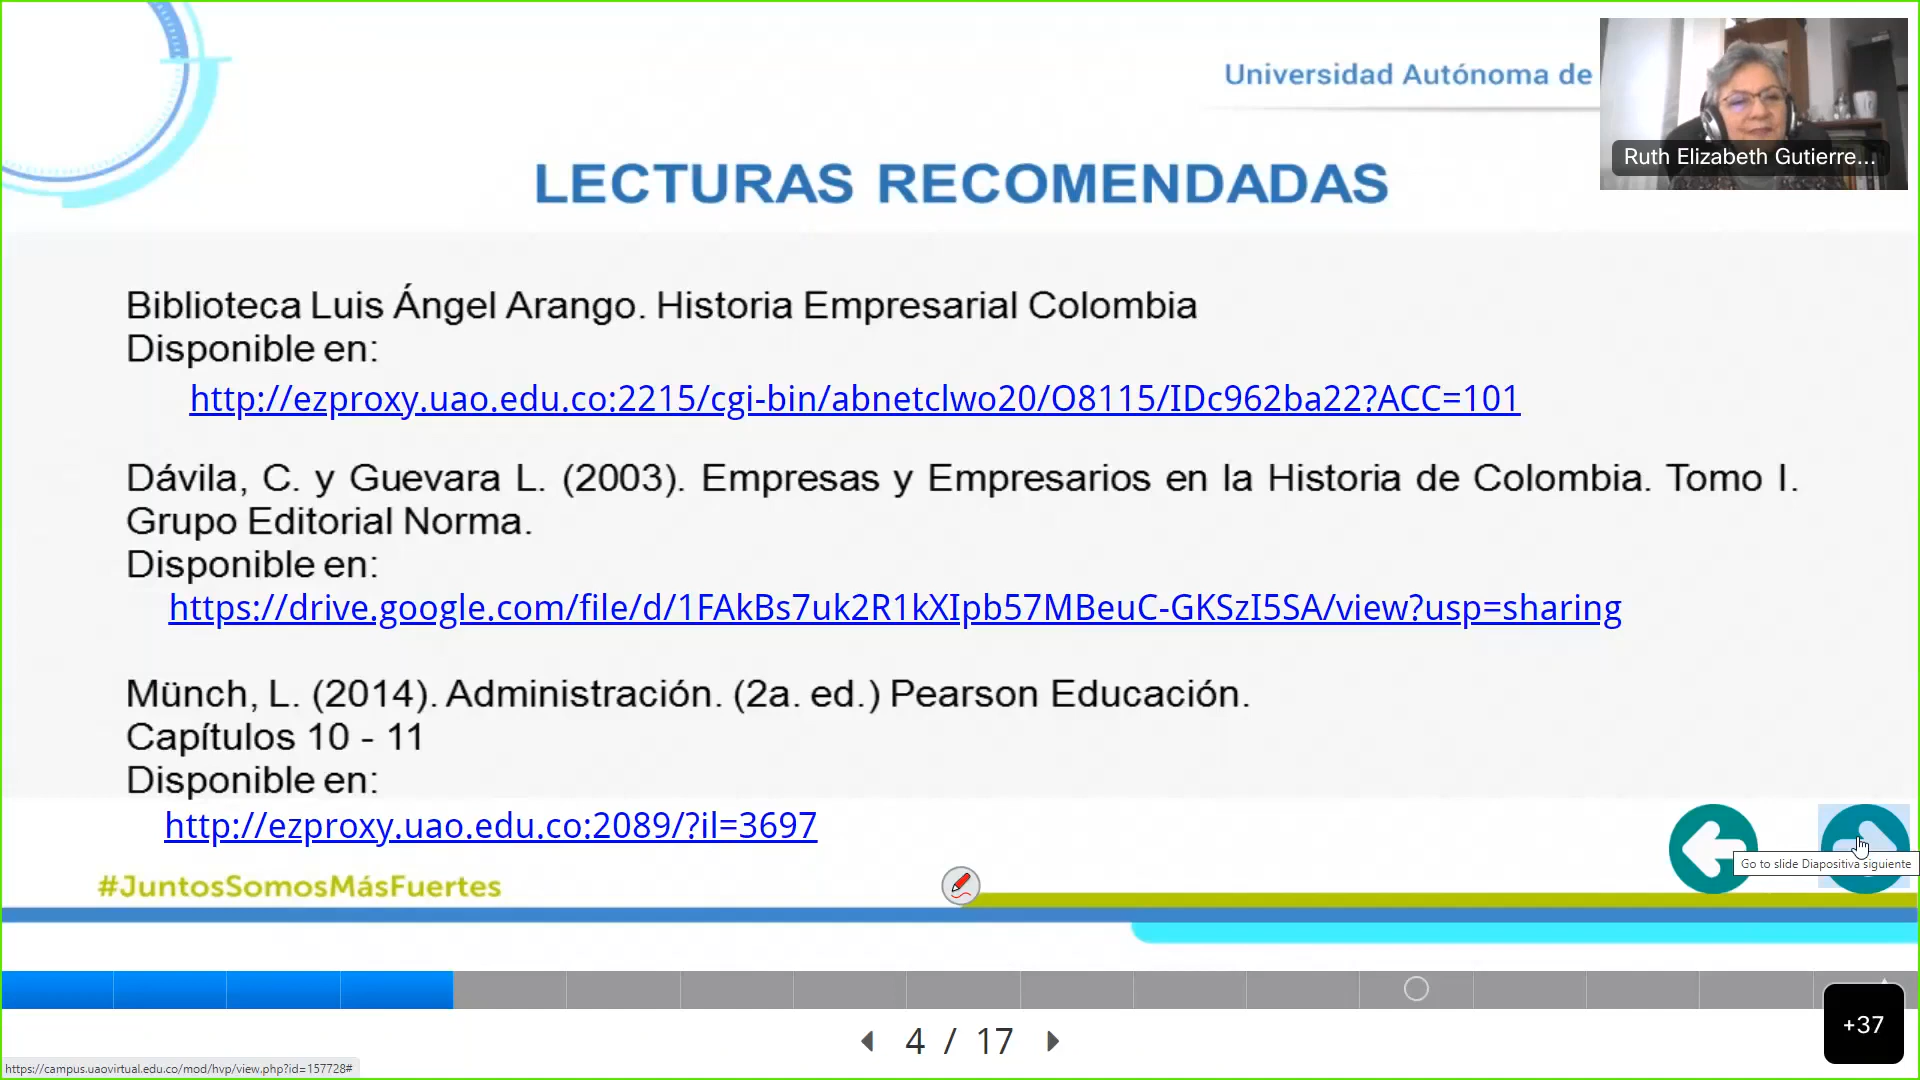 Universidad Autónoma de
Ruth Elizabeth Gutierre...
LECTURAS RECOMENDADAS
Biblioteca Luis Ángel Arango. Historia Empresarial Colombia
Disponible en:
http://ezproxy.uao.edu.co:2215/cgi-bin/abnetclwo20/O8115/IDc962ba22?ACC=101
Dávila, C. y Guevara L. (2003). Empresas y Empresarios en la Historia de Colombia. Tomo I.
Grupo Editorial Norma.
Disponible en:
https://drive.google.com/file/d/1FAkBs7uk2R1kXIpb57MBeuC-GKSzI5SA/view?usp=sharing
Münch, L. (2014). Administración. (2a. ed.) Pearson Educación.
Capítulos 10 - 11
Disponible en:
http://ezproxy.uao.edu.co:2089/?il=3697
Go to slide Diapositiva siguiente
#JuntosSomosMásFuertes
4 / 17
+37
https://campus.uaovirtual.edu.co/mod/hvp/view.php?id=157728#